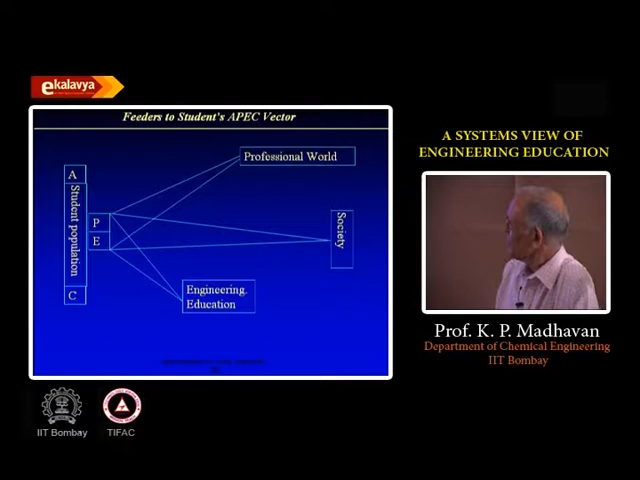 ekalavya
Feeders to Student's APEC Vector
A
Student population
P
E
C
Professional World
Society
Engineering.
Education
A SYSTEMS VIEW OF
ENGINEERING EDUCATION
Prof. K. P. Madhavan
Department of Chemical Engineering
IIT Bombay
IIT Bombay
TIFAC